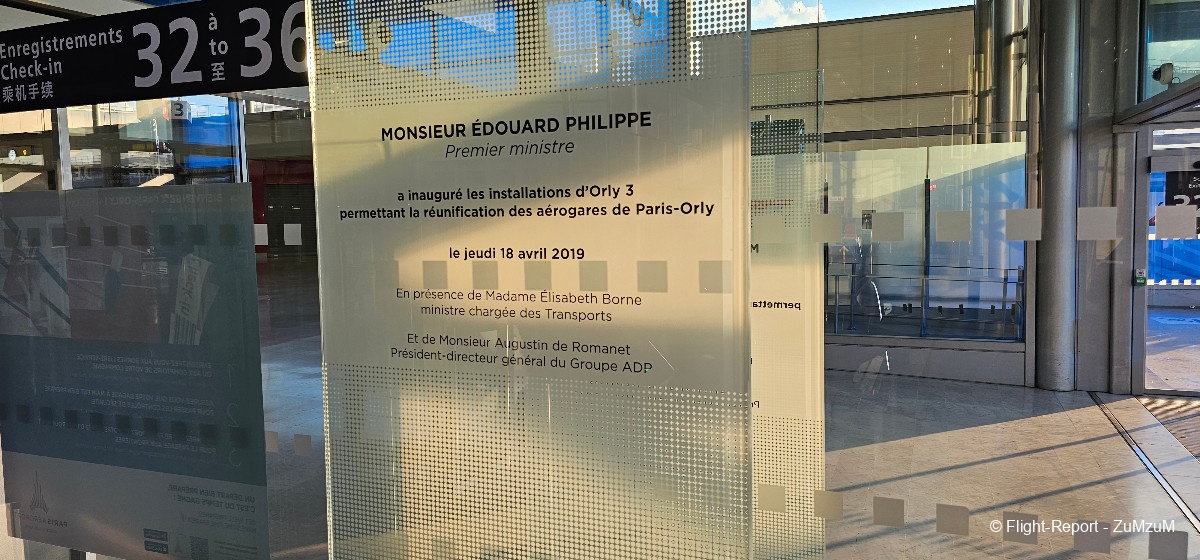 Enregistrements
Check-in
乘机手续
32 à to 至 36
MONSIEUR ÉDOUARD PHILIPPE
Premier ministre
a inauguré les installations d’Orly 3
permettant la réunification des aérogares de Paris-Orly
le jeudi 18 avril 2019
En présence de Madame Élisabeth Borne
ministre chargée des Transports
Et de Monsieur Augustin de Romanet
Président-directeur général du Groupe ADP
© Flight-Report - ZuMzuM